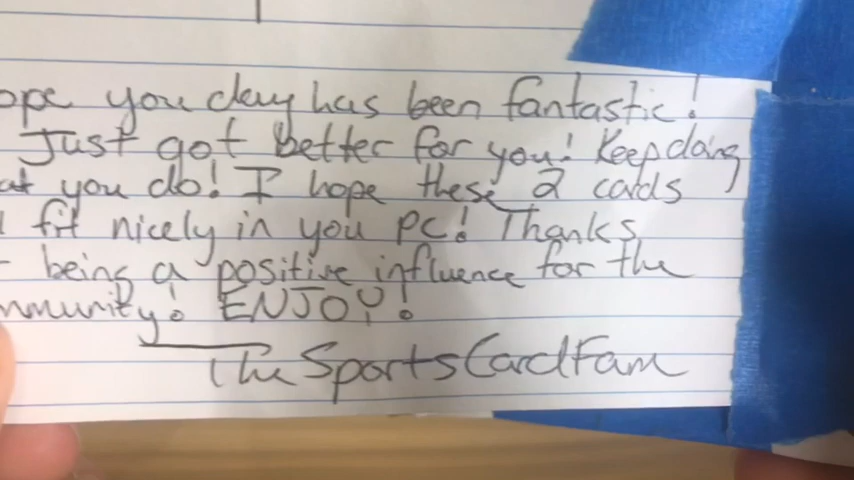 ope you day has been fantastic!
Just got better for you! Keep doing
at you do! I hope these 2 cards
fit nicely in you PC! Thanks
being a positive influence for the
mmunity! ENJOY!
The SportsCardFam